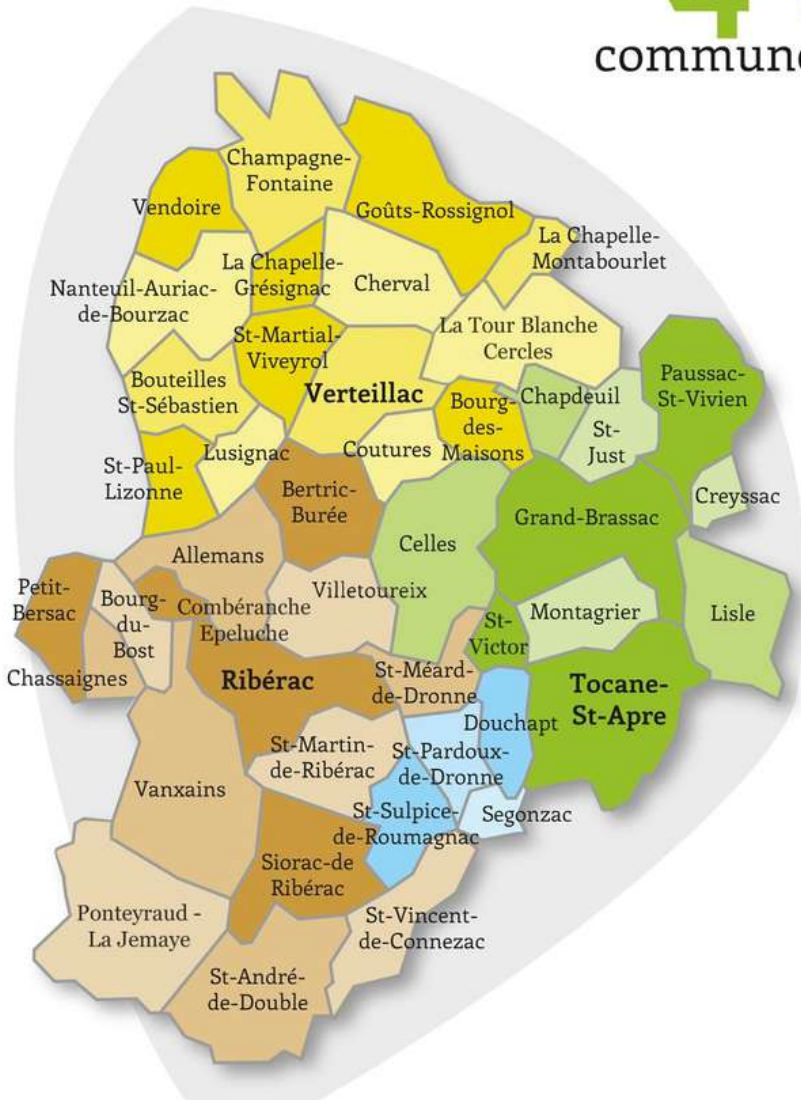 commune
Champagne-
Fontaine
Vendoire
Goûts-Rossignol
La Chapelle-
Montabourlet
La Chapelle-
Grésignac
Cherval
Nanteuil-Auriac-
de-Bourzac
La Tour Blanche
Cercles
St-Martial-
Viveyrol
Paussac-
St-Vivien
Bouteilles
St-Sébastien
Verteillac
Bourg-
des-
Maisons
Chapdeuil
St-
Just
Lusignac
Coutures
St-Paul-
Lizonne
Bertric-
Burée
Creyssac
Grand-Brassac
Celles
Allemans
Petit-
Bersac
Bourg-
du-
Bost
Combéranche
Epeluche
Villetoureix
St-
Victor
Montagrier
Lisle
Chassaignes
Ribérac
St-Méard-
de-Dronne
Tocane-
St-Apre
Douchapt
St-Martin-
de-Ribérac
St-Pardoux-
de-Dronne
Vanxains
St-Sulpice-
de-Roumagnac
Segonzac
Siorac-de
Ribérac
Ponteyraud -
La Jemaye
St-Vincent-
de-Connezac
St-André-
de-Double